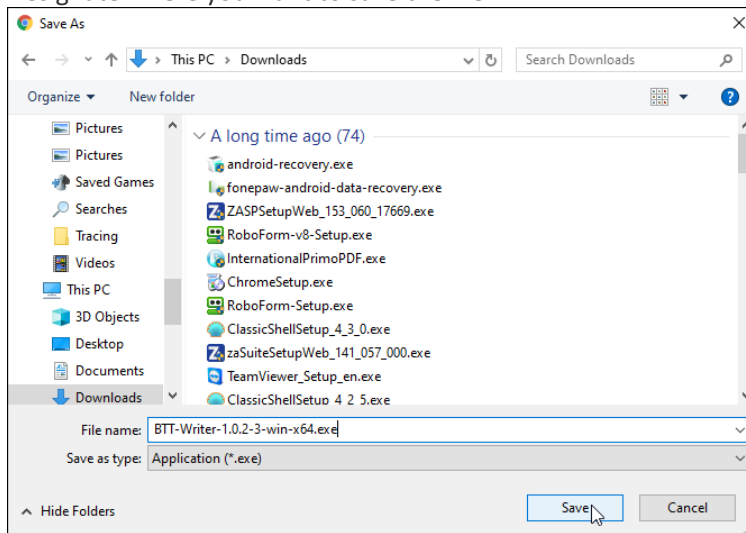 Save As
This PC > Downloads
Search Downloads
Organize
New folder
Pictures
Pictures
Saved Games
Searches
Tracing
Videos
This PC
3D Objects
Desktop
Documents
Downloads
A long time ago (74)
android-recovery.exe
fonepaw-android-data-recovery.exe
ZASPSetupWeb_153_060_17669.exe
RoboForm-v8-Setup.exe
InternationalPrimoPDF.exe
ChromeSetup.exe
RoboForm-Setup.exe
ClassicShellSetup_4_3_0.exe
zaSuiteSetupWeb_141_057_000.exe
TeamViewer_Setup_en.exe
ClassicShellSetup_4_2_5.exe
File name: BTT-Writer-1.0.2-3-win-x64.exe
Save as type: Application (*.exe)
Hide Folders
Save
Cancel